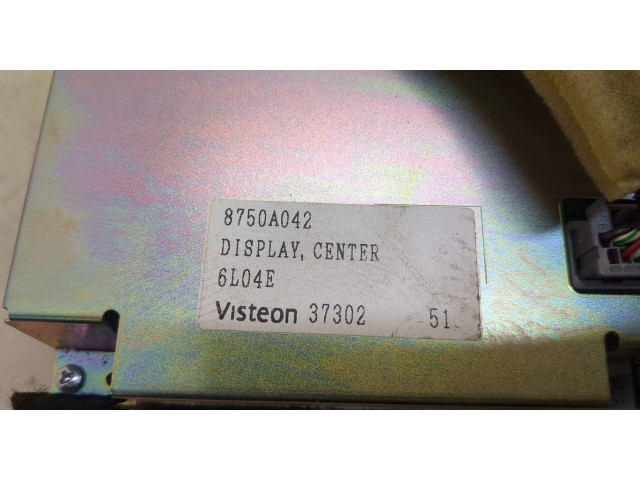 8750A042
DISPLAY, CENTER
6L04E
Visteon 37302 51